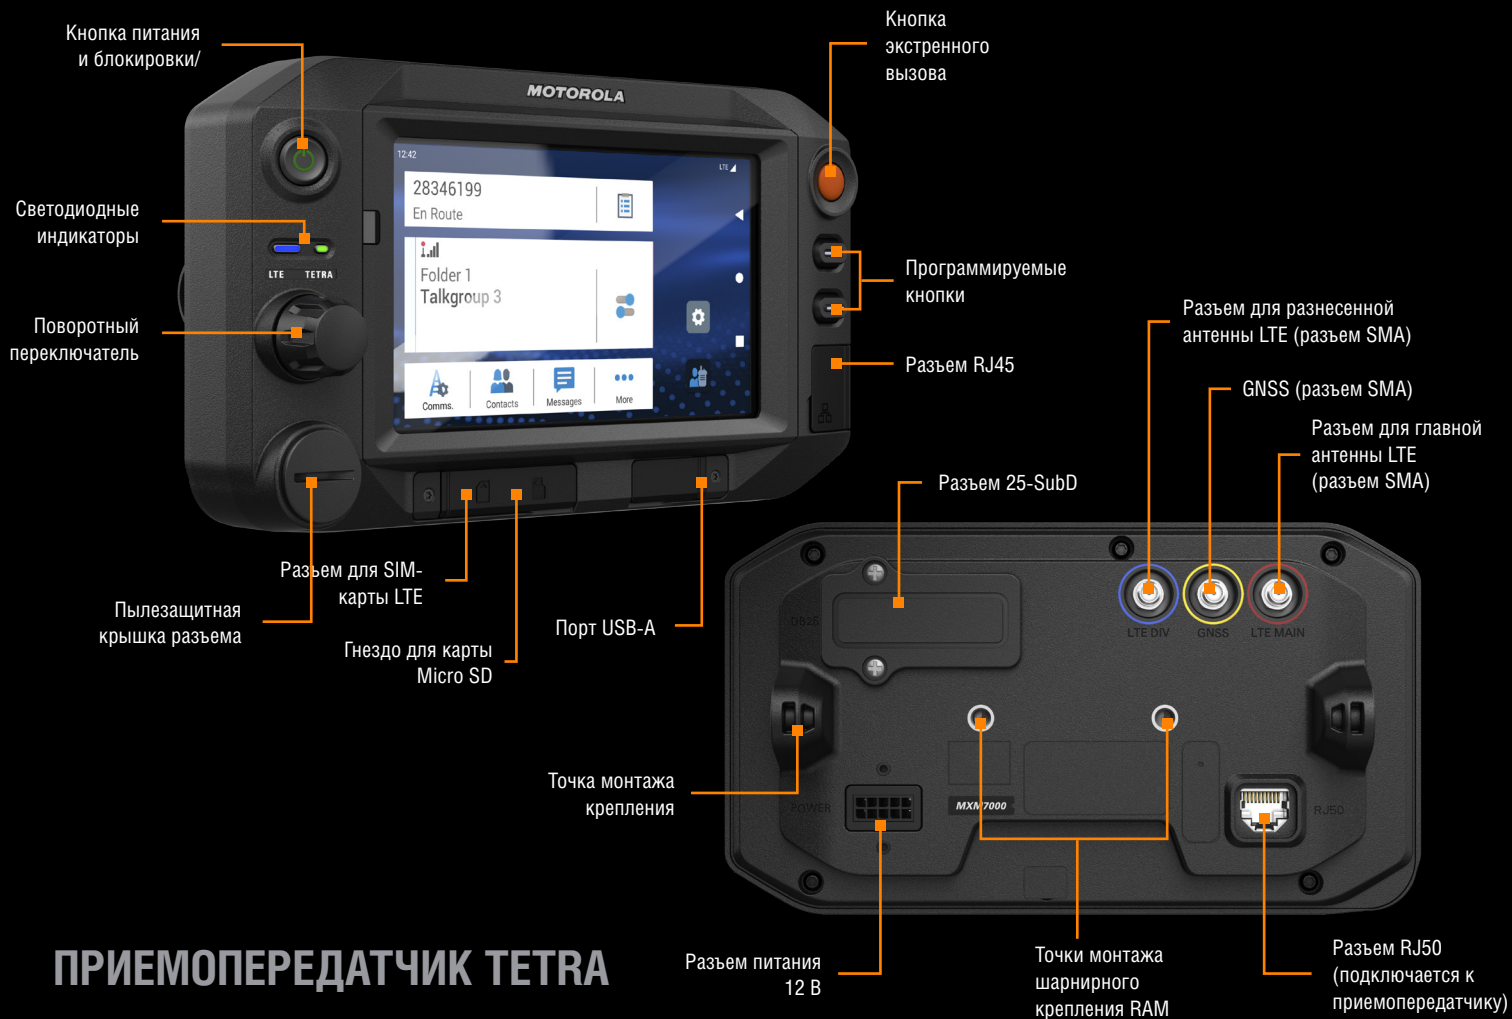 Кнопка питания
и блокировки/
Кнопка
экстренного
вызова
MOTOROLA
12:42
LTE
28346199
En Route
Светодиодные
индикаторы
LTE TETRA
Folder 1
Talkgroup 3
Программируемые
кнопки
Поворотный
переключатель
Разъем RJ45
Comms. Contacts Messages More
Разъем для разнесенной
антенны LTE (разъем SMA)
GNSS (разъем SMA)
Разъем для главной
антенны LTE
(разъем SMA)
Разъем 25-SubD
Разъем для SIM-
карты LTE
Пылезащитная
крышка разъема
Гнездо для карты
Micro SD
Порт USB-A
DB25
LTE DIV GNSS LTE MAIN
Точка монтажа
крепления
POWER
MXM7000
RJ50
ПРИЕМОПЕРЕДАТЧИК TETRA
Разъем питания
12 В
Точки монтажа
шарнирного
крепления RAM
Разъем RJ50
(подключается к
приемопередатчику)